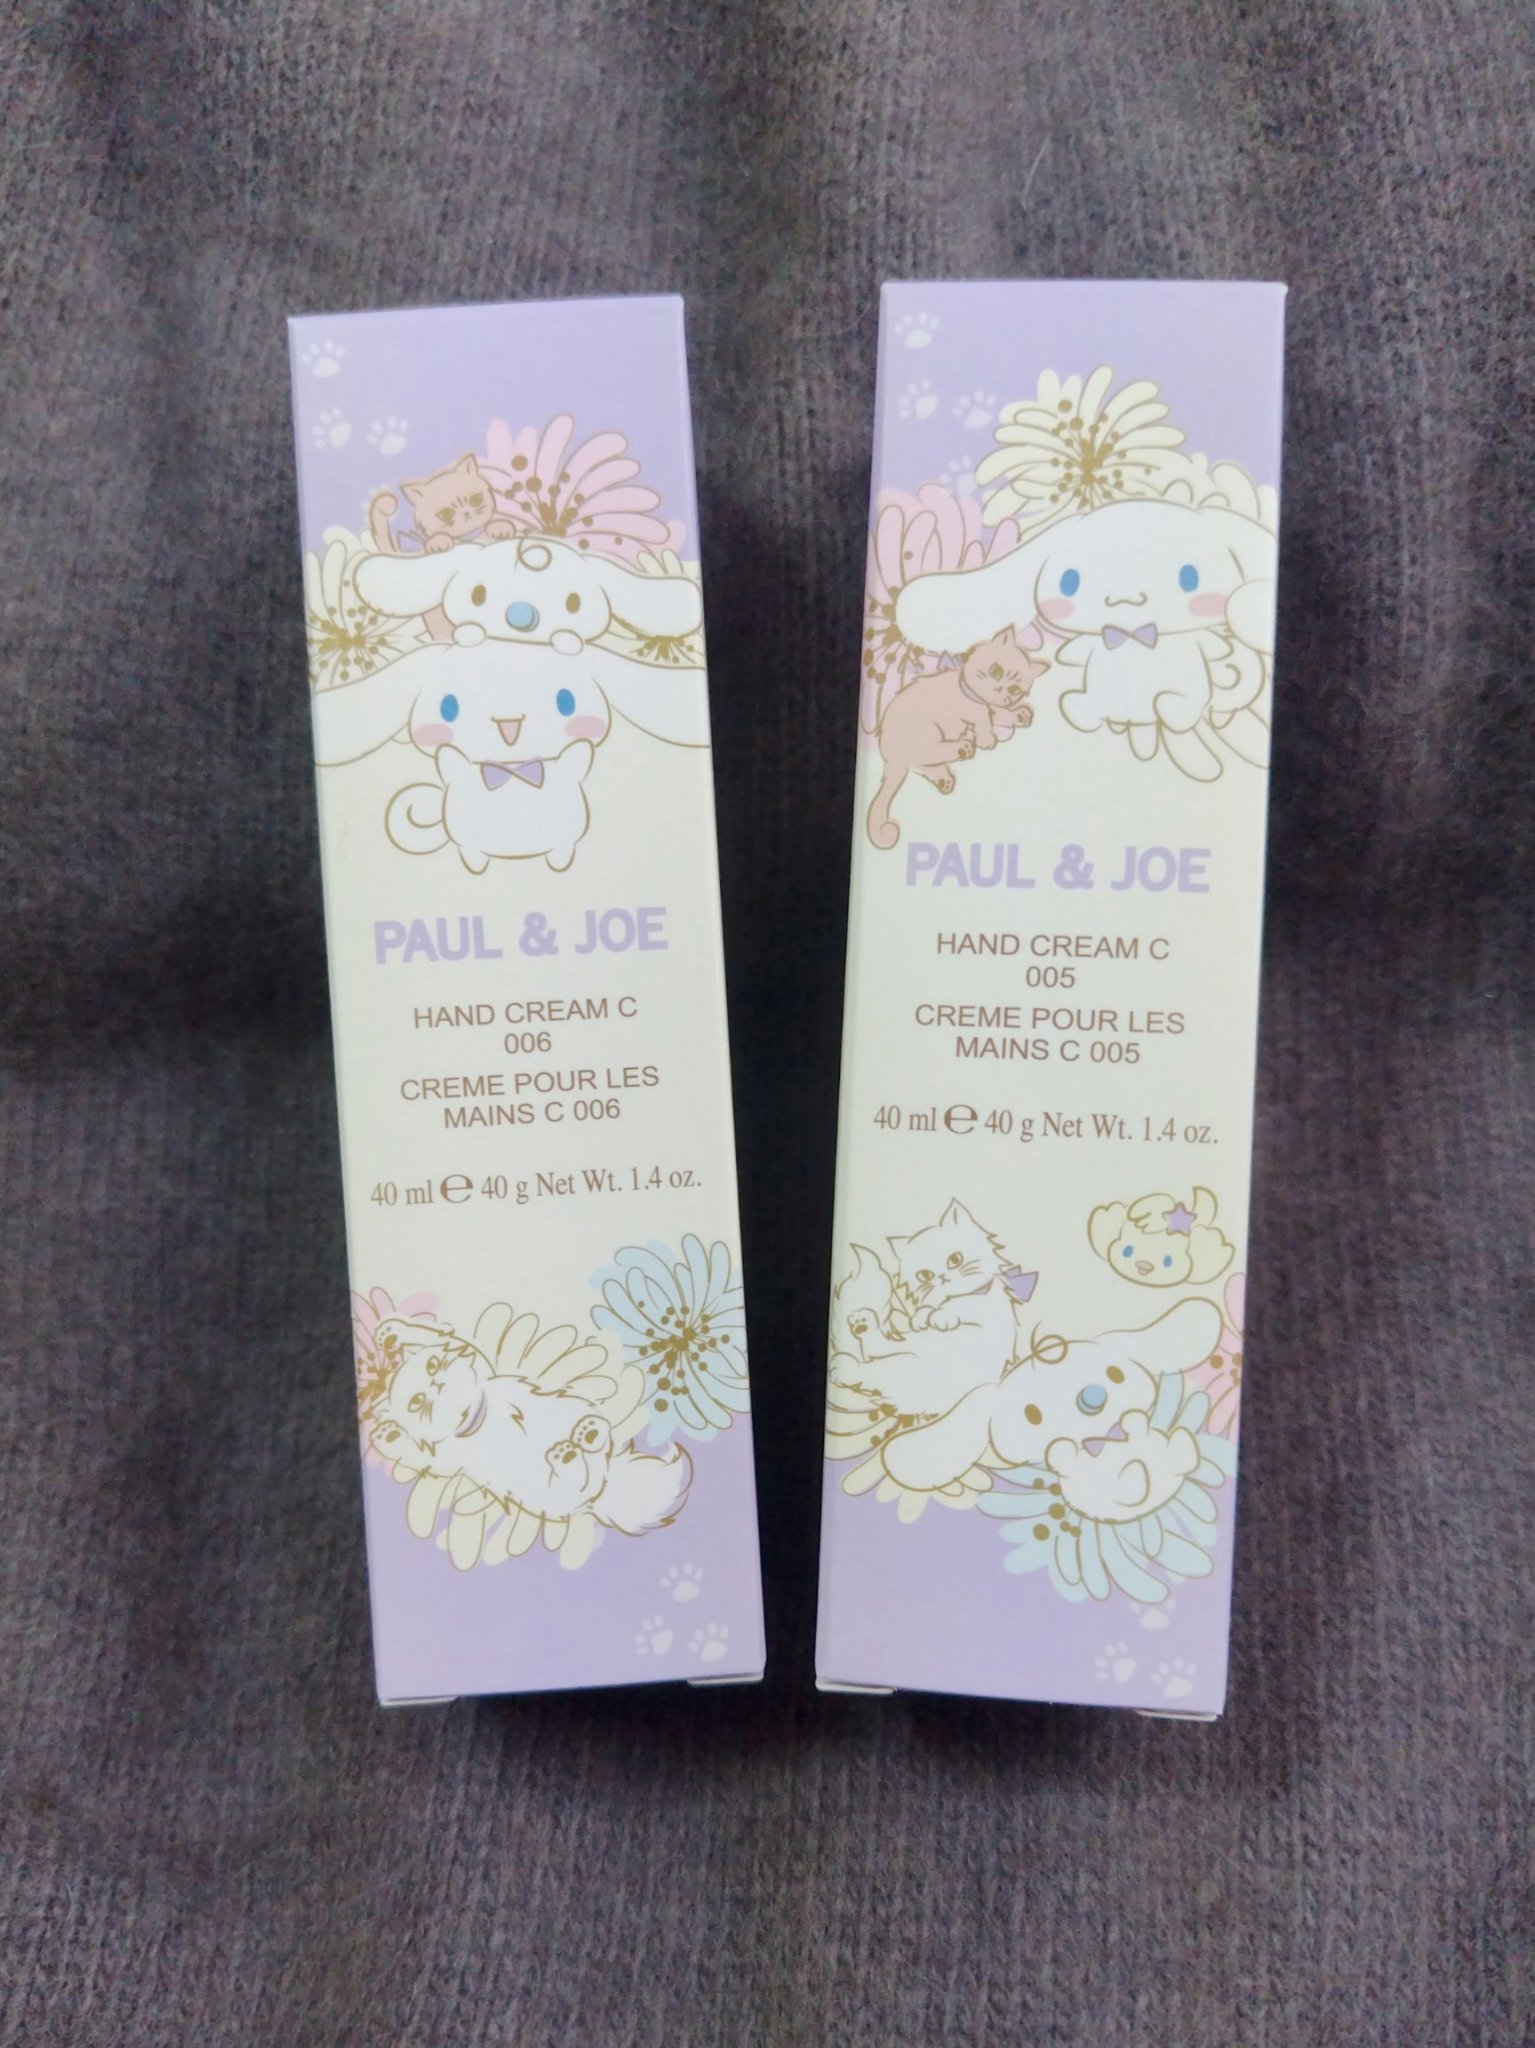 PAUL & JOE
HAND CREAM C
006
CREME POUR LES
MAINS C 006
40 ml ℮ 40 g Net Wt. 1.4 oz.
PAUL & JOE
HAND CREAM C
005
CREME POUR LES
MAINS C 005
40 ml ℮ 40 g Net Wt. 1.4 oz.